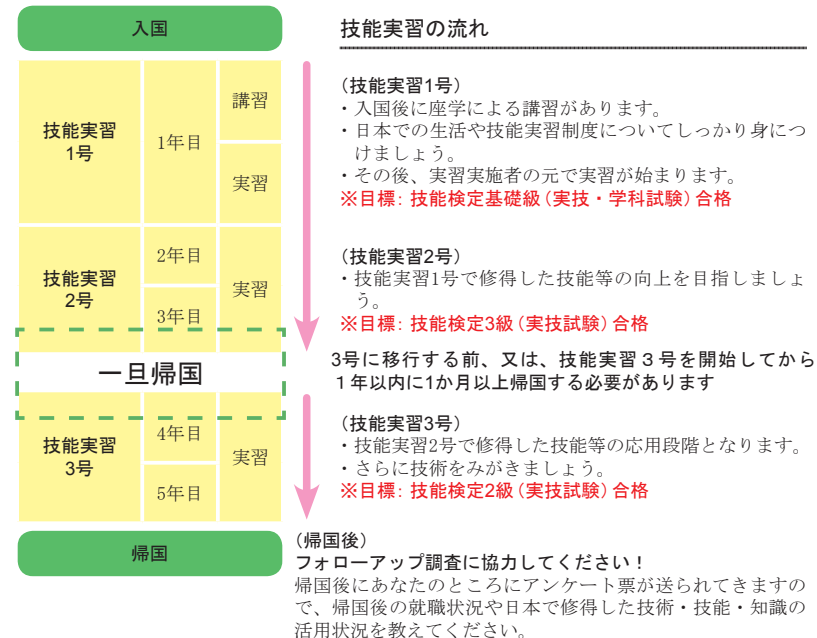 入国
技能実習の流れ
技能実習
1号
1年目
講習
実習
(技能実習1号)
・入国後に座学による講習があります。
・日本での生活や技能実習制度についてしっかり身につ
けましょう。
・その後、実習実施者の元で実習が始まります。
※目標：技能検定基礎級(実技・学科試験)合格
技能実習
2号
2年目
3年目
実習
(技能実習2号)
・技能実習1号で修得した技能等の向上を目指しましょ
う。
※目標：技能検定3級(実技試験)合格
一旦帰国
3号に移行する前、又は、技能実習３号を開始してから
１年以内に1か月以上帰国する必要があります
技能実習
3号
4年目
5年目
実習
(技能実習3号)
・技能実習2号で修得した技能等の応用段階となります。
・さらに技術をみがきましょう。
※目標：技能検定2級(実技試験)合格
帰国
(帰国後)
フォローアップ調査に協力してください！
帰国後にあなたのところにアンケート票が送られてきますの
で、帰国後の就職状況や日本で修得した技術・技能・知識の
活用状況を教えてください。